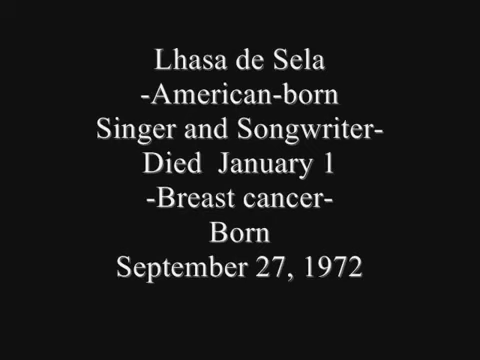 Lhasa de Sela
-American-born
Singer and Songwriter-
Died  January 1
-Breast cancer-
Born
September 27, 1972